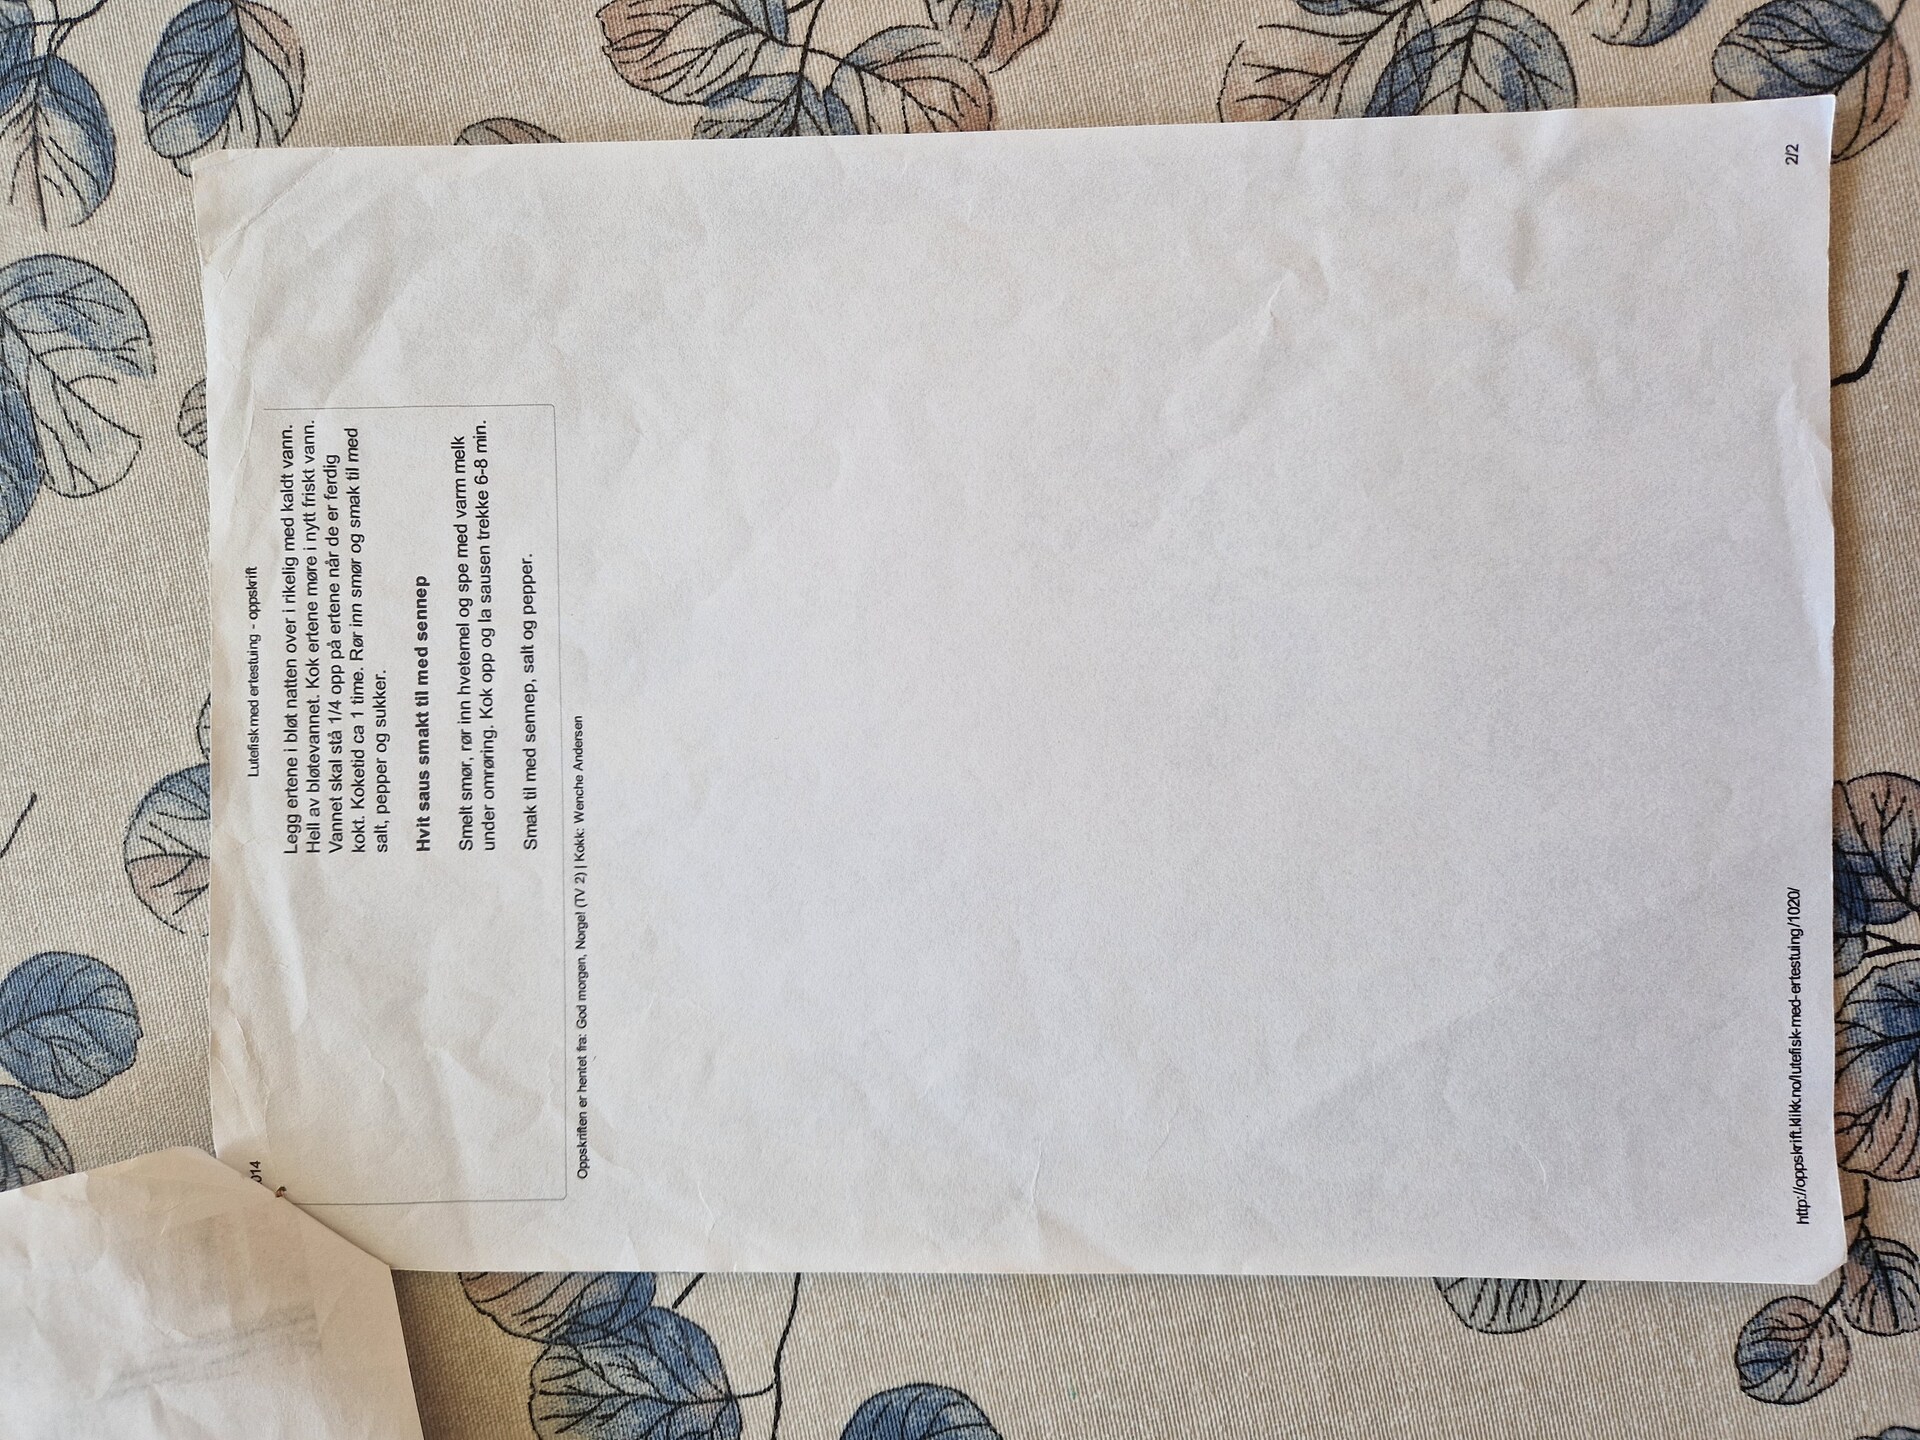 014
Lutefisk med ertestuing - oppskrift
Legg ertene i bløt natten over i rikelig med kaldt vann.
Hell av bløtevannet. Kok ertene møre i nytt friskt vann.
Vannet skal stå 1/4 opp på ertene når de er ferdig
kokt. Koketid ca 1 time. Rør inn smør og smak til med
salt, pepper og sukker.
Hvit saus smakt til med sennep
Smelt smør, rør inn hvetemel og spe med varm melk
under omrøring. Kok opp og la sausen trekke 6-8 min.
Smak til med sennep, salt og pepper.
Oppskriften er hentet fra: God morgen, Norge! (TV 2) | Kokk: Wenche Andersen
http://oppskrift.klikk.no/lutefisk-med-ertestuing/1020/
2/2